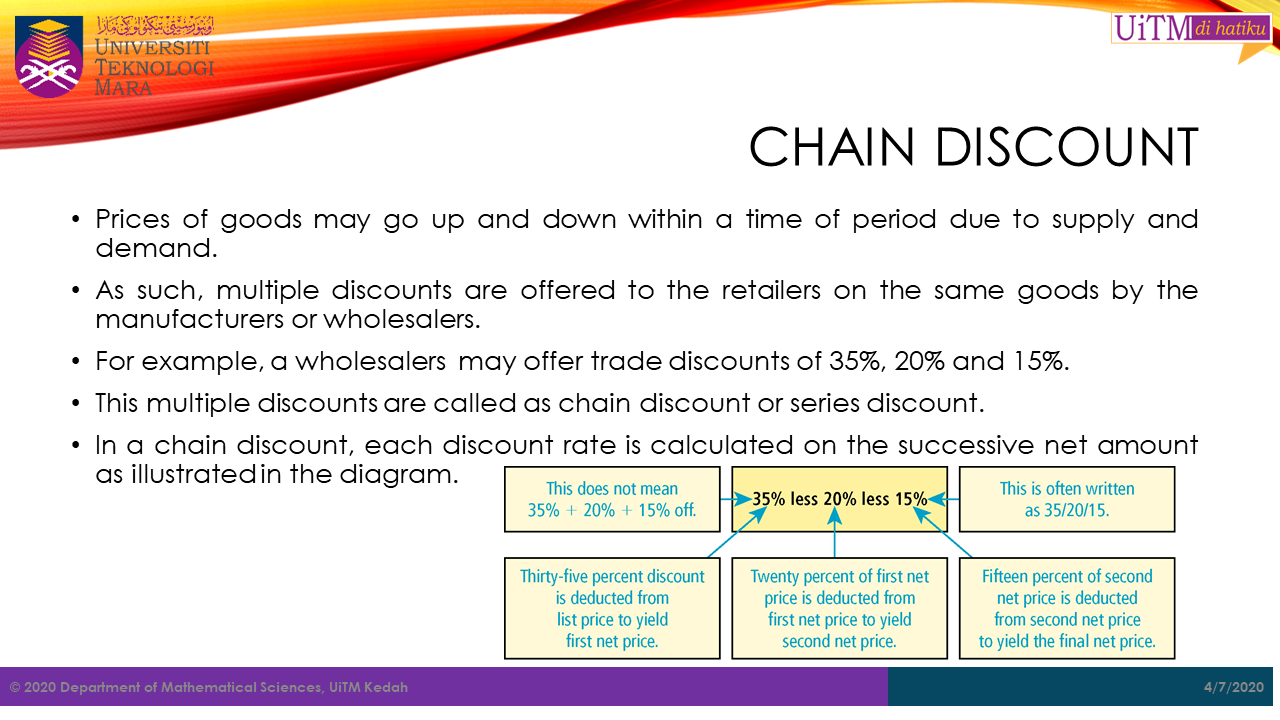 UNIVERSITI
TEKNOLOGI
MARA
UiTM di hatiku
CHAIN DISCOUNT
• Prices of goods may go up and down within a time of period due to supply and
demand.
• As such, multiple discounts are offered to the retailers on the same goods by the
manufacturers or wholesalers.
• For example, a wholesalers may offer trade discounts of 35%, 20% and 15%.
• This multiple discounts are called as chain discount or series discount.
• In a chain discount, each discount rate is calculated on the successive net amount
as illustrated in the diagram.
This does not mean
35% + 20% + 15% off.
35% less 20% less 15%
This is often written
as 35/20/15.
Thirty-five percent discount
is deducted from
list price to yield
first net price.
Twenty percent of first net
price is deducted from
first net price to yield
second net price.
Fifteen percent of second
net price is deducted
from second net price
to yield the final net price.
© 2020 Department of Mathematical Sciences, UiTM Kedah
4/7/2020